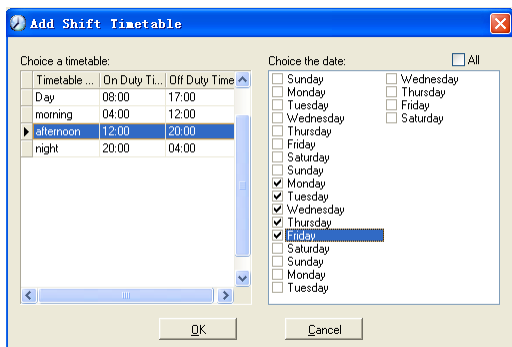 Add Shift Timetable
Choice a timetable:
Timetable ... On Duty Ti... Off Duty Time
Day 08:00 17:00
morning 04:00 12:00
afternoon 12:00 20:00
night 20:00 04:00
Choice the date:
All
Sunday
Monday
Tuesday
Wednesday
Thursday
Friday
Saturday
Sunday
Monday
Tuesday
Wednesday
Thursday
Friday
Saturday
Sunday
Monday
Tuesday
Wednesday
Thursday
Friday
Saturday
OK
Cancel